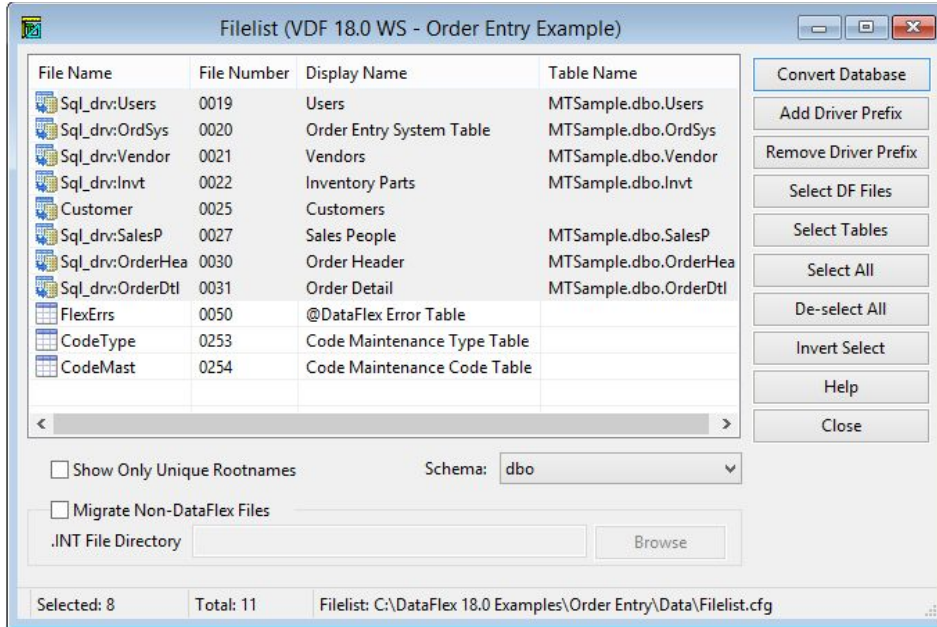 Filelist (VDF 18.0 WS - Order Entry Example)
File Name File Number Display Name Table Name
Sql_drv:Users 0019 Users MTSample.dbo.Users
Sql_drv:OrdSys 0020 Order Entry System Table MTSample.dbo.OrdSys
Sql_drv:Vendor 0021 Vendors MTSample.dbo.Vendor
Sql_drv:Invt 0022 Inventory Parts MTSample.dbo.Invt
Customer 0025 Customers
Sql_drv:SalesP 0027 Sales People MTSample.dbo.SalesP
Sql_drv:OrderHea 0030 Order Header MTSample.dbo.OrderHea
Sql_drv:OrderDtl 0031 Order Detail MTSample.dbo.OrderDtl
FlexErrs 0050 @DataFlex Error Table
CodeType 0253 Code Maintenance Type Table
CodeMast 0254 Code Maintenance Code Table
Convert Database
Add Driver Prefix
Remove Driver Prefix
Select DF Files
Select Tables
Select All
De-select All
Invert Select
Help
Close
Show Only Unique Rootnames Schema: dbo
Migrate Non-DataFlex Files
.INT File Directory Browse
Selected: 8 Total: 11 Filelist: C:\DataFlex 18.0 Examples\Order Entry\Data\Filelist.cfg